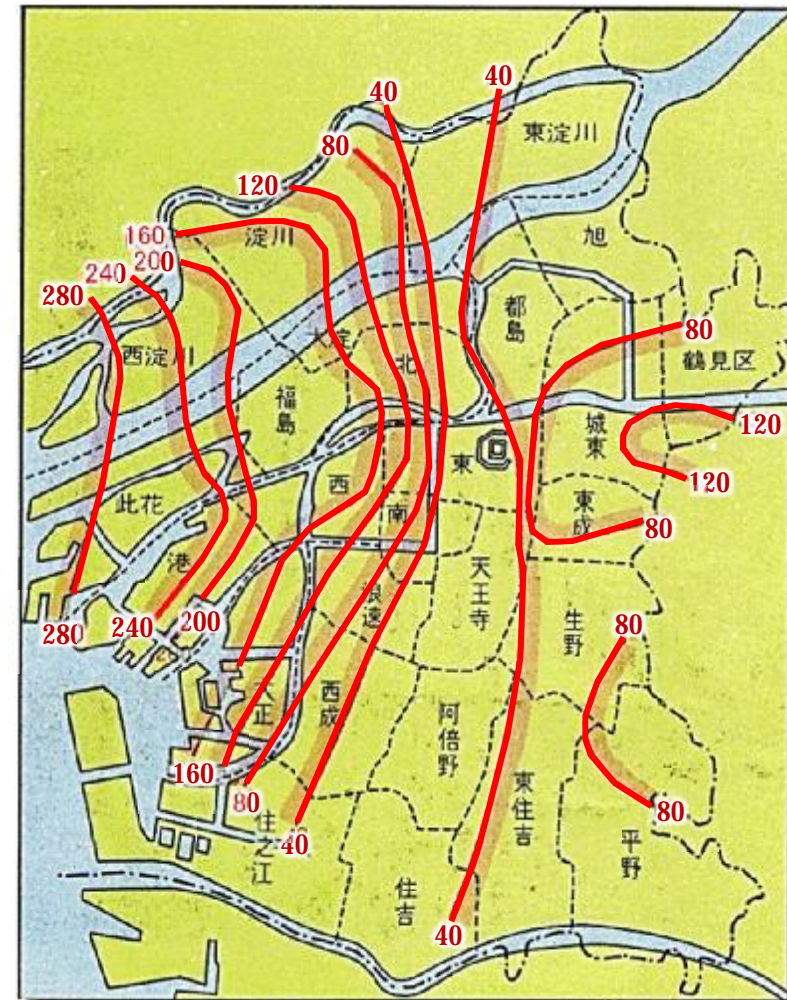 40
40
東淀川
80
120
旭
160
淀川
240
200
280
都島
80
西淀川
大淀
北
鶴見区
福島
120
城東
東
西
120
此花
南
東成
80
港
天王寺
浪速
生野
280
240
200
80
大正
西成
阿倍野
160
東住吉
80
80
住之江
40
平野
住吉
40